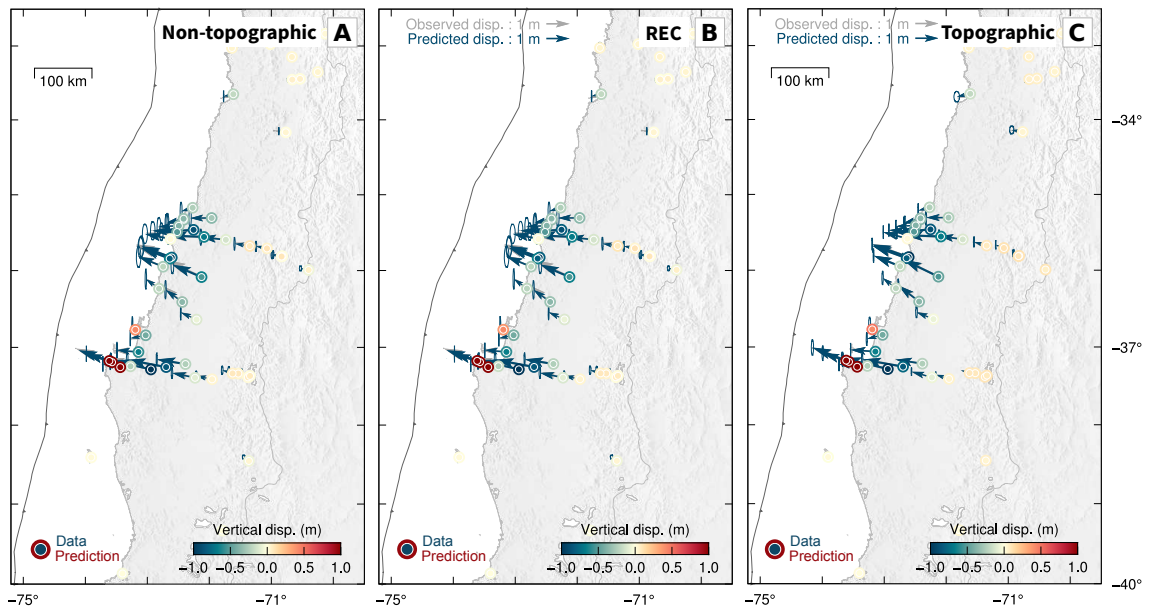 Non-topographic A
100 km
Observed disp. : 1 m
Predicted disp. : 1 m
REC B
Observed disp. : 1 m
Predicted disp. : 1 m
Topographic C
100 km
−34°
−37°
−40°
Data
Prediction
Vertical disp. (m)
−1.0 −0.5 0.0 0.5 1.0
Data
Prediction
Vertical disp. (m)
−1.0 −0.5 0.0 0.5 1.0
Data
Prediction
Vertical disp. (m)
−1.0 −0.5 0.0 0.5 1.0
−75° −71° −75° −71° −75° −71°